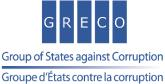 GRECO
Group of States against Corruption
Groupe d'États contre la corruption